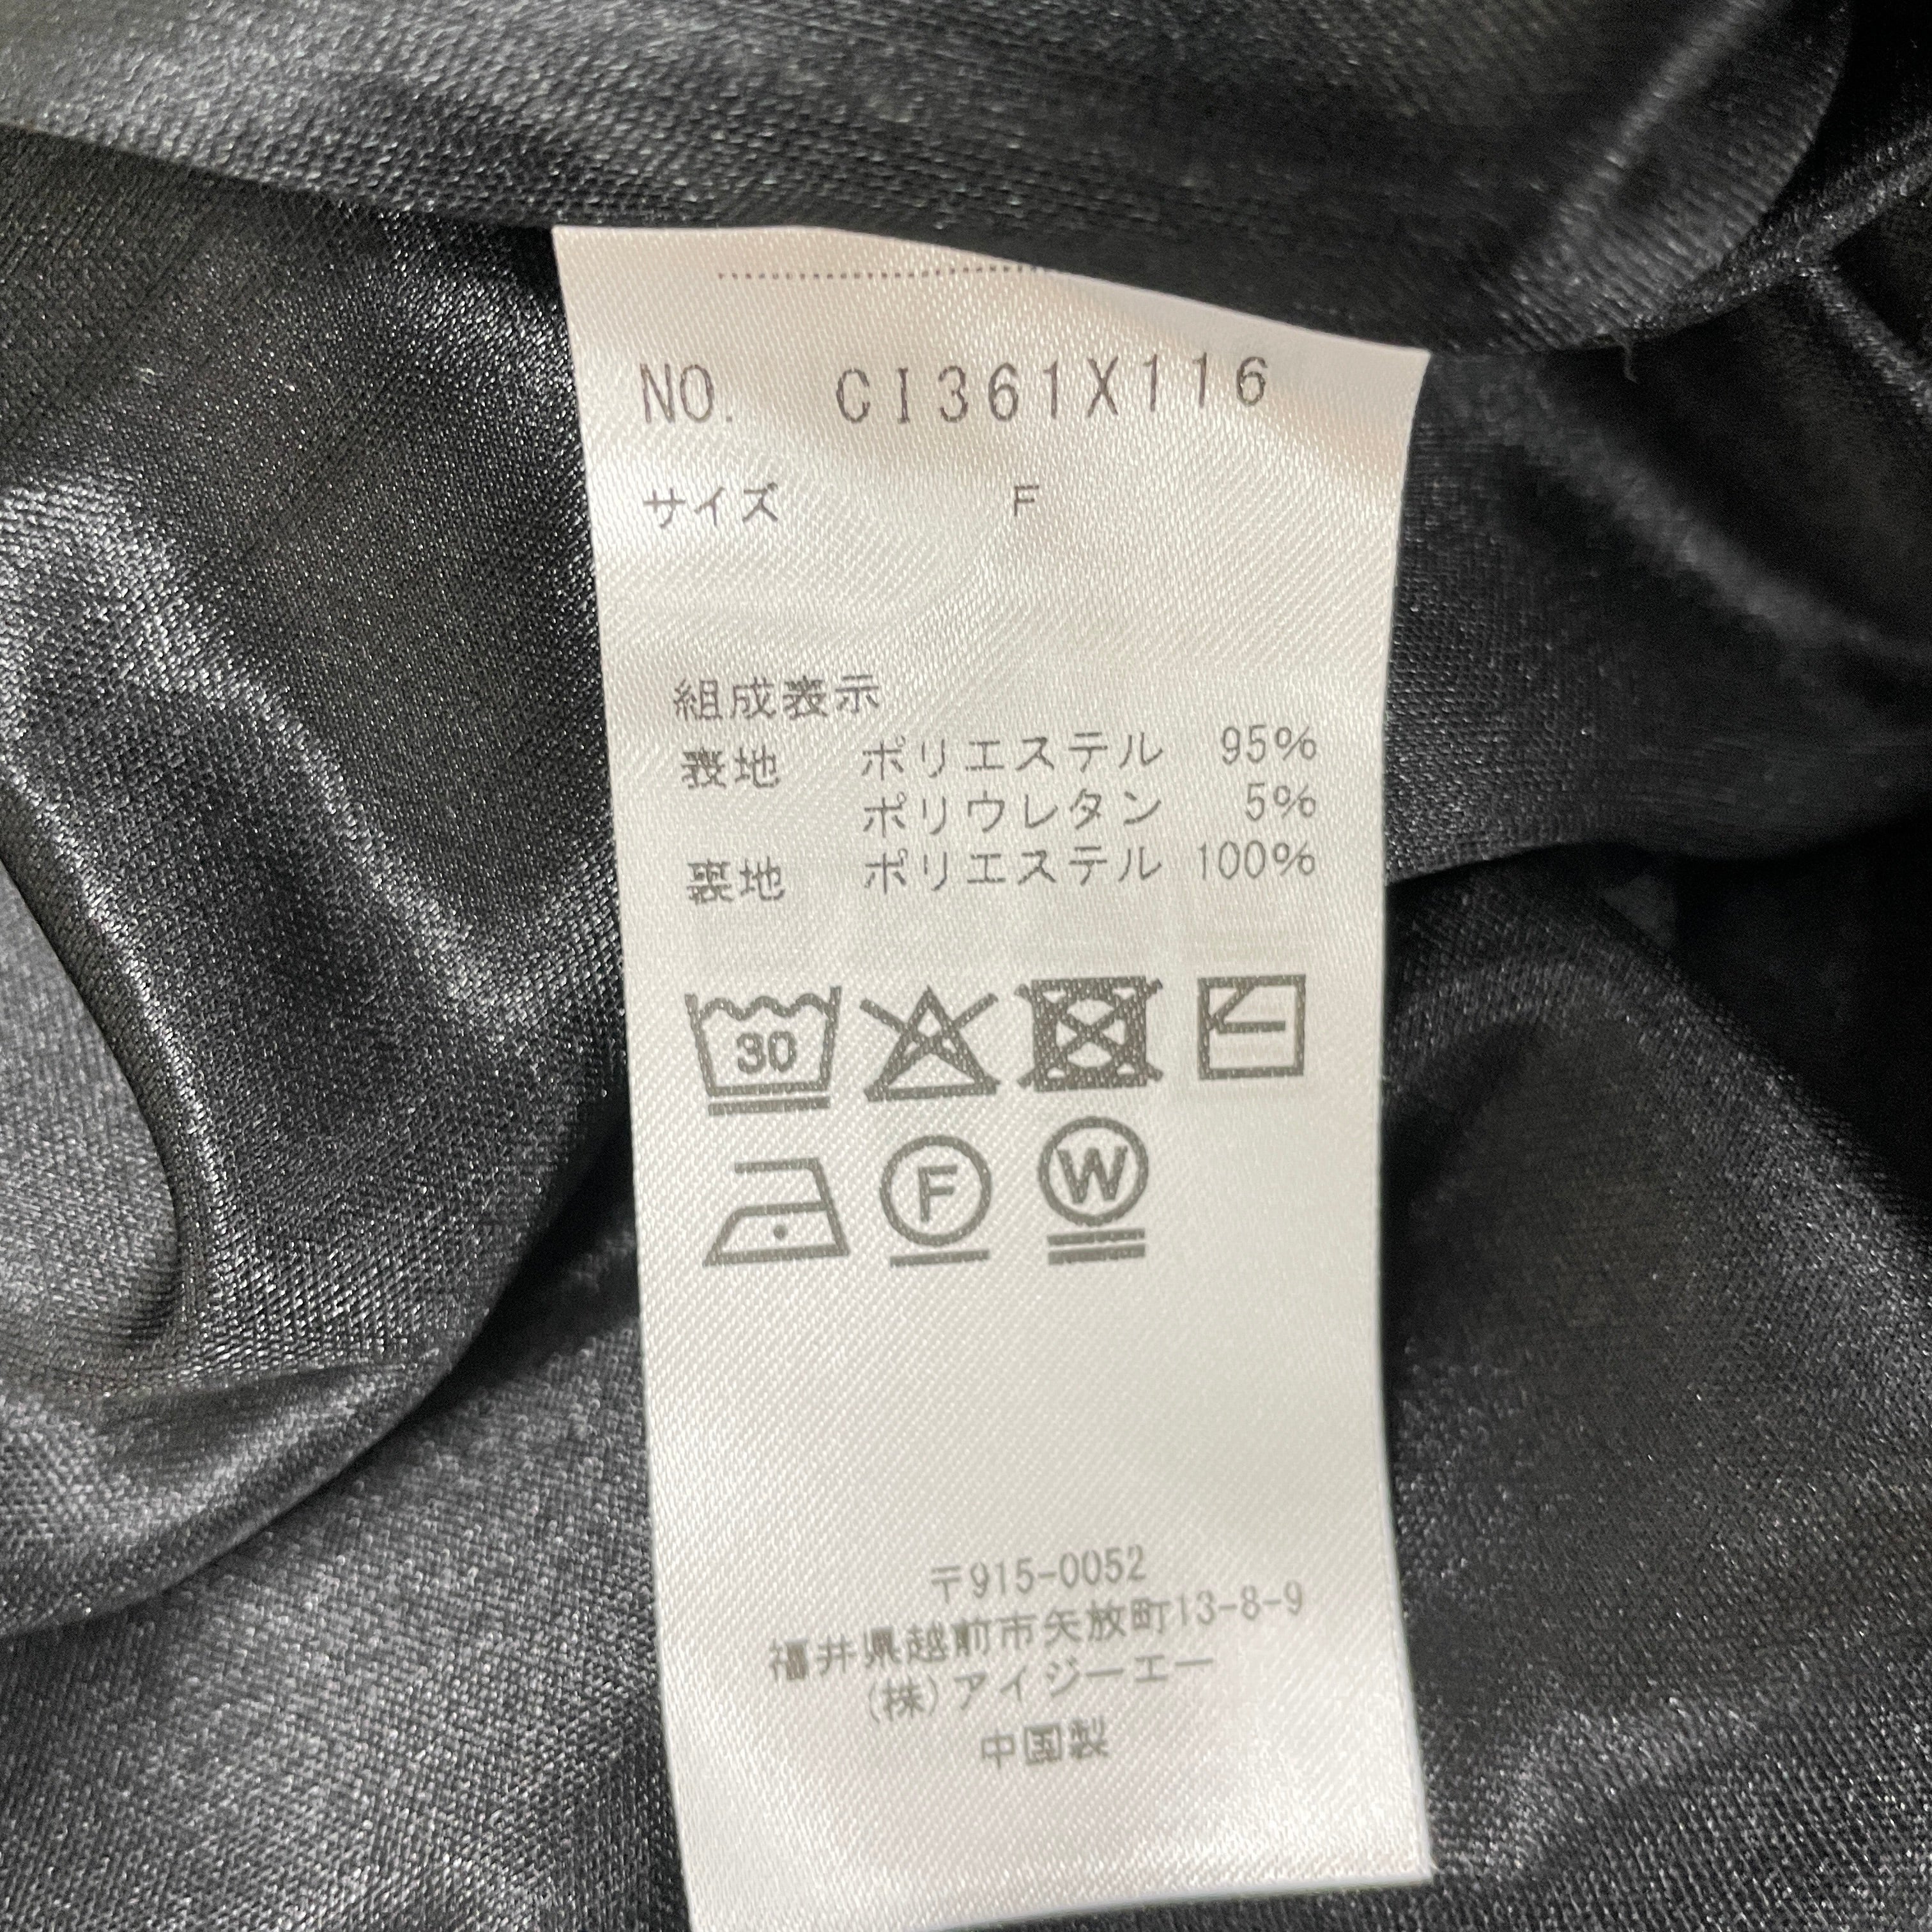 NO. CI361X116
サイズ F
組成表示
表地 ポリエステル 95%
ポリウレタン 5%
裏地 ポリエステル 100%
30
F W
〒915-0052
福井県越前市矢放町13-8-9
(株)アイジーエー
中国製